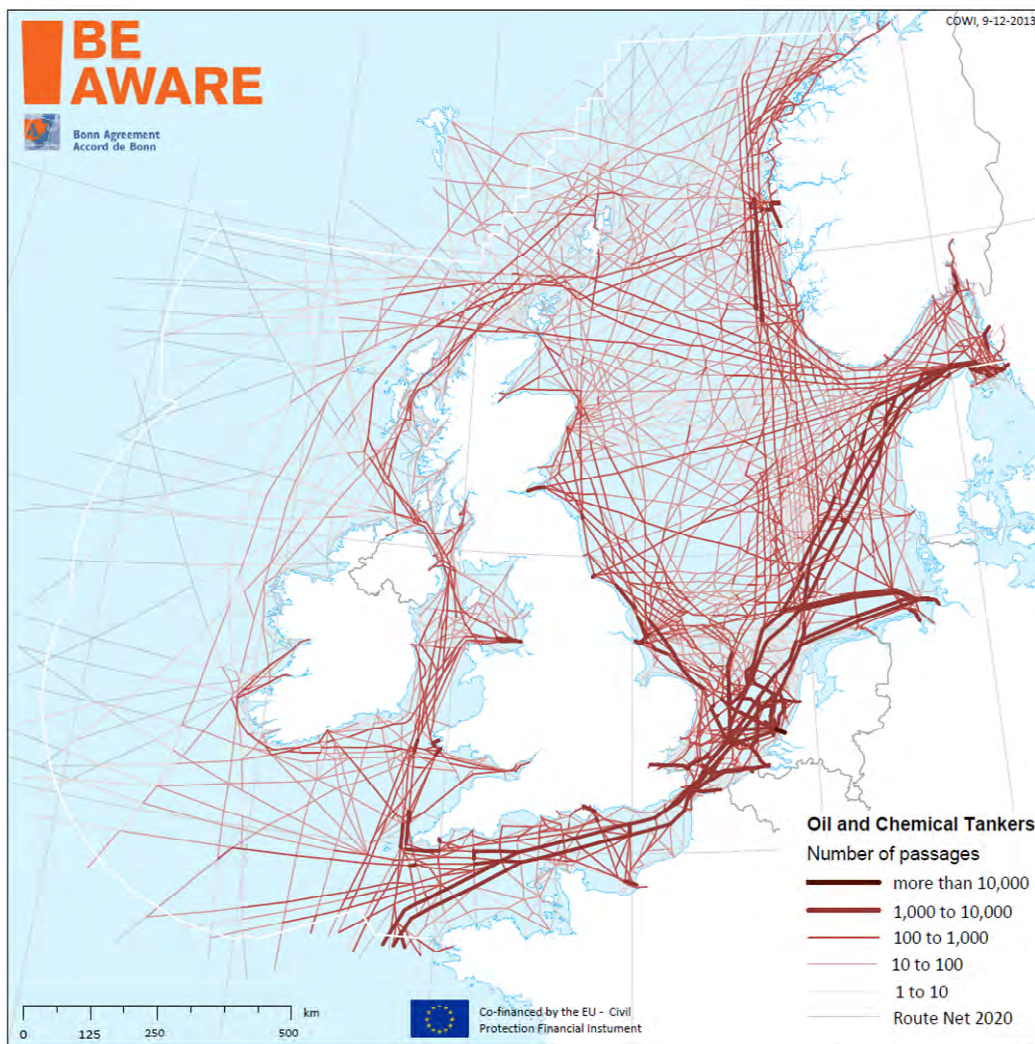 COWI, 9-12-2013
BE
AWARE
Bonn Agreement
Accord de Bonn
Oil and Chemical Tankers
Number of passages
more than 10,000
1,000 to 10,000
100 to 1,000
10 to 100
1 to 10
Route Net 2020
km
0 125 250 500
Co-financed by the EU - Civil
Protection Financial Instument